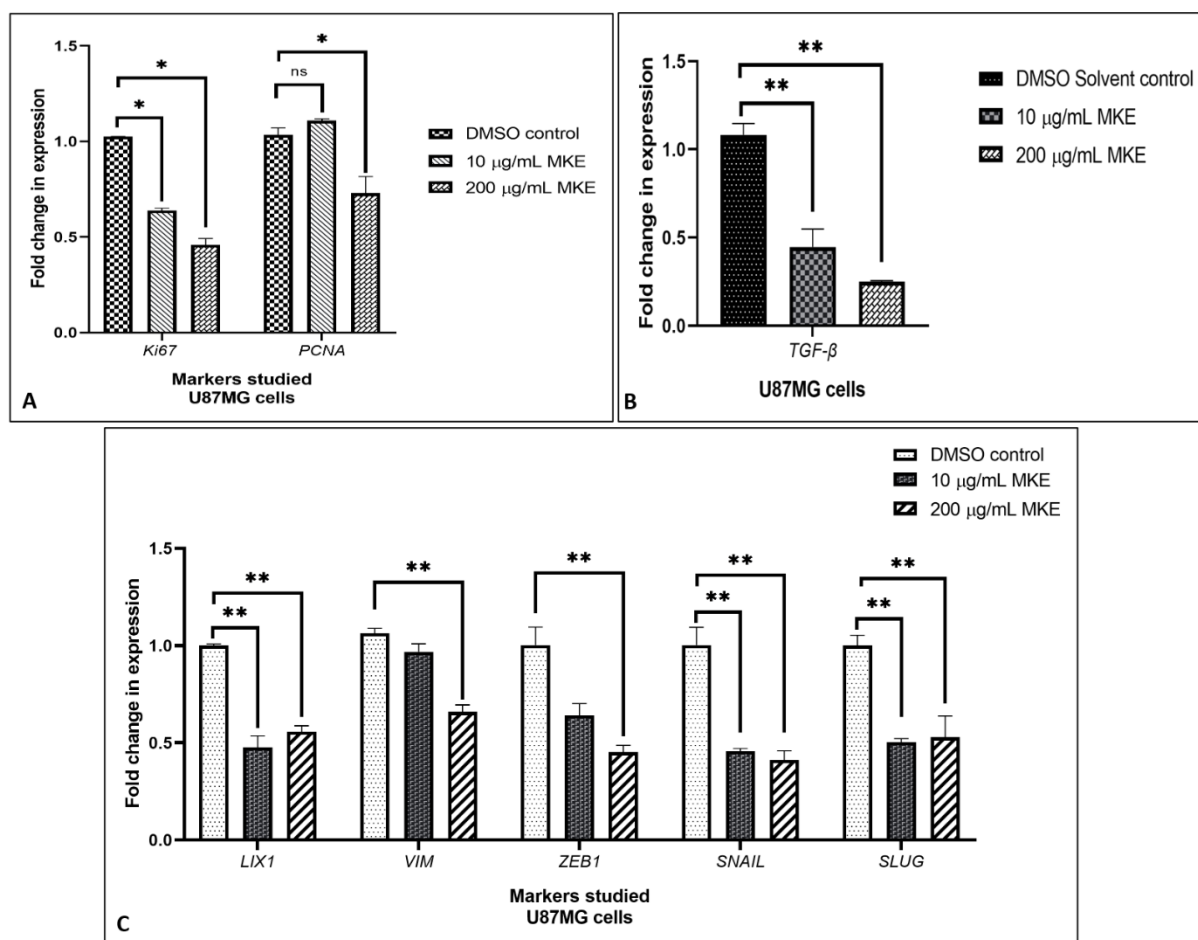 Fold change in expression
1.5
1.0
0.5
0.0
*
*
ns
*
DMSO control
10 μg/mL MKE
200 μg/mL MKE
Ki67
PCNA
Markers studied
U87MG cells
A
Fold change in expression
1.5
1.0
0.5
0.0
**
**
DMSO Solvent control
10 μg/mL MKE
200 μg/mL MKE
TGF-β
U87MG cells
B
DMSO control
10 μg/mL MKE
200 μg/mL MKE
Fold change in expression
1.5
1.0
0.5
0.0
**
**
**
**
**
**
**
**
LIX1
VIM
ZEB1
SNAIL
SLUG
Markers studied
U87MG cells
C